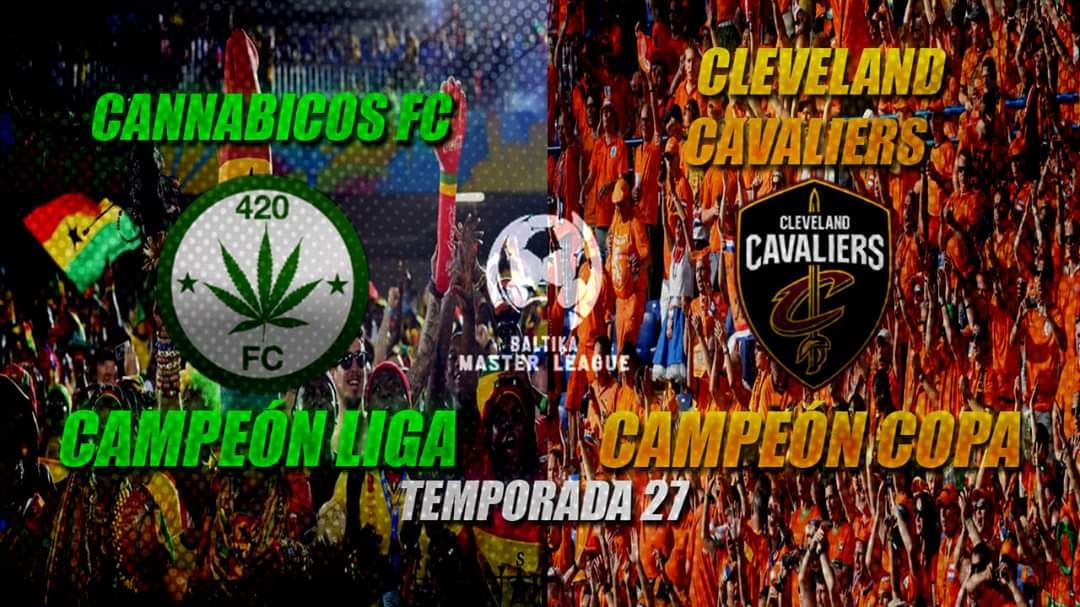 CANNABICOS FC
420
FC
CAMPEÓN LIGA
BALTIKA
MASTER LEAGUE
CLEVELAND
CAVALIERS
CLEVELAND
CAVALIERS
C
CAMPEÓN COPA
TEMPORADA 27